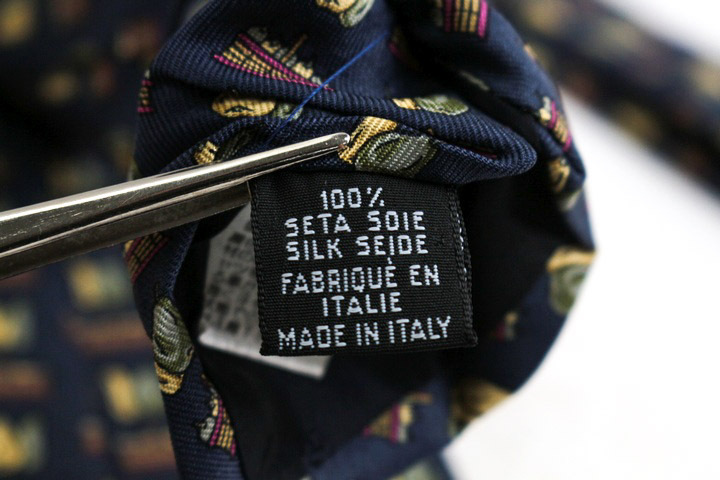 100%
SETA SOIE
SILK SEIDE
FABRIQUÉ EN
ITALIE
MADE IN ITALY